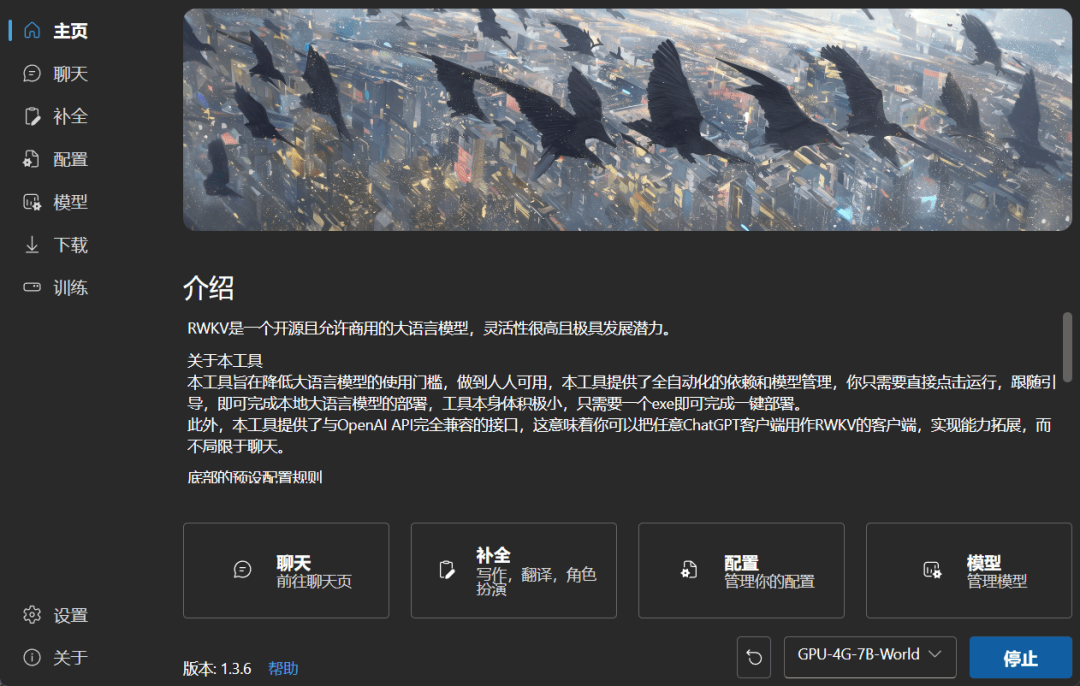 主页
聊天
补全
配置
模型
下载
训练
介绍
RWKV是一个开源且允许商用的大语言模型，灵活性很高且极具发展潜力。
关于本工具
本工具旨在降低大语言模型的使用门槛，做到人人可用，本工具提供了全自动化的依赖和模型管理，你只需要直接点击运行，跟随引
导，即可完成本地大语言模型的部署，工具本身体积极小，只需要一个exe即可完成一键部署。
此外，本工具提供了与OpenAI API完全兼容的接口，这意味着你可以把任意ChatGPT客户端用作RWKV的客户端，实现能力拓展，而
不局限于聊天。
底部的预设配置规则
聊天
前往聊天页
补全
写作，翻译，角色
扮演
配置
管理你的配置
模型
管理模型
设置
关于
版本: 1.3.6 帮助
GPU-4G-7B-World
停止